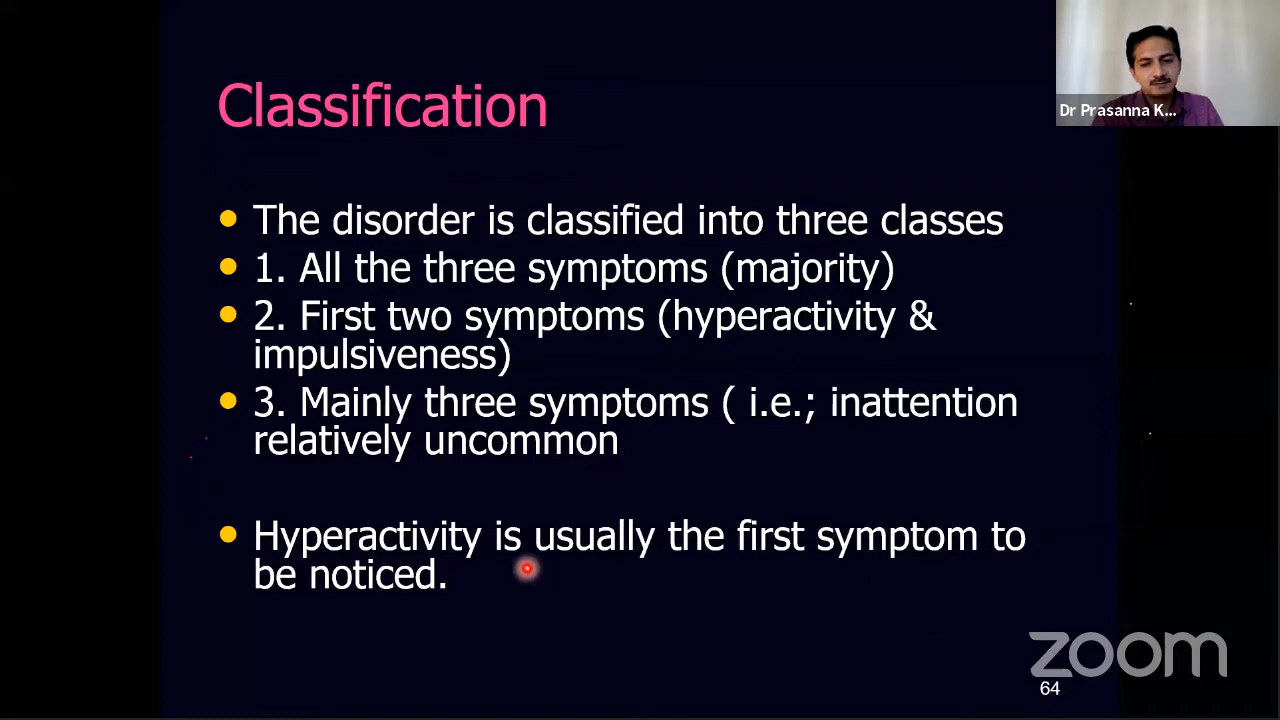 Classification
Dr Prasanna K...
• The disorder is classified into three classes
• 1. All the three symptoms (majority)
• 2. First two symptoms (hyperactivity &
impulsiveness)
• 3. Mainly three symptoms ( i.e.; inattention
relatively uncommon
• Hyperactivity is usually the first symptom to
be noticed.
zoom
64